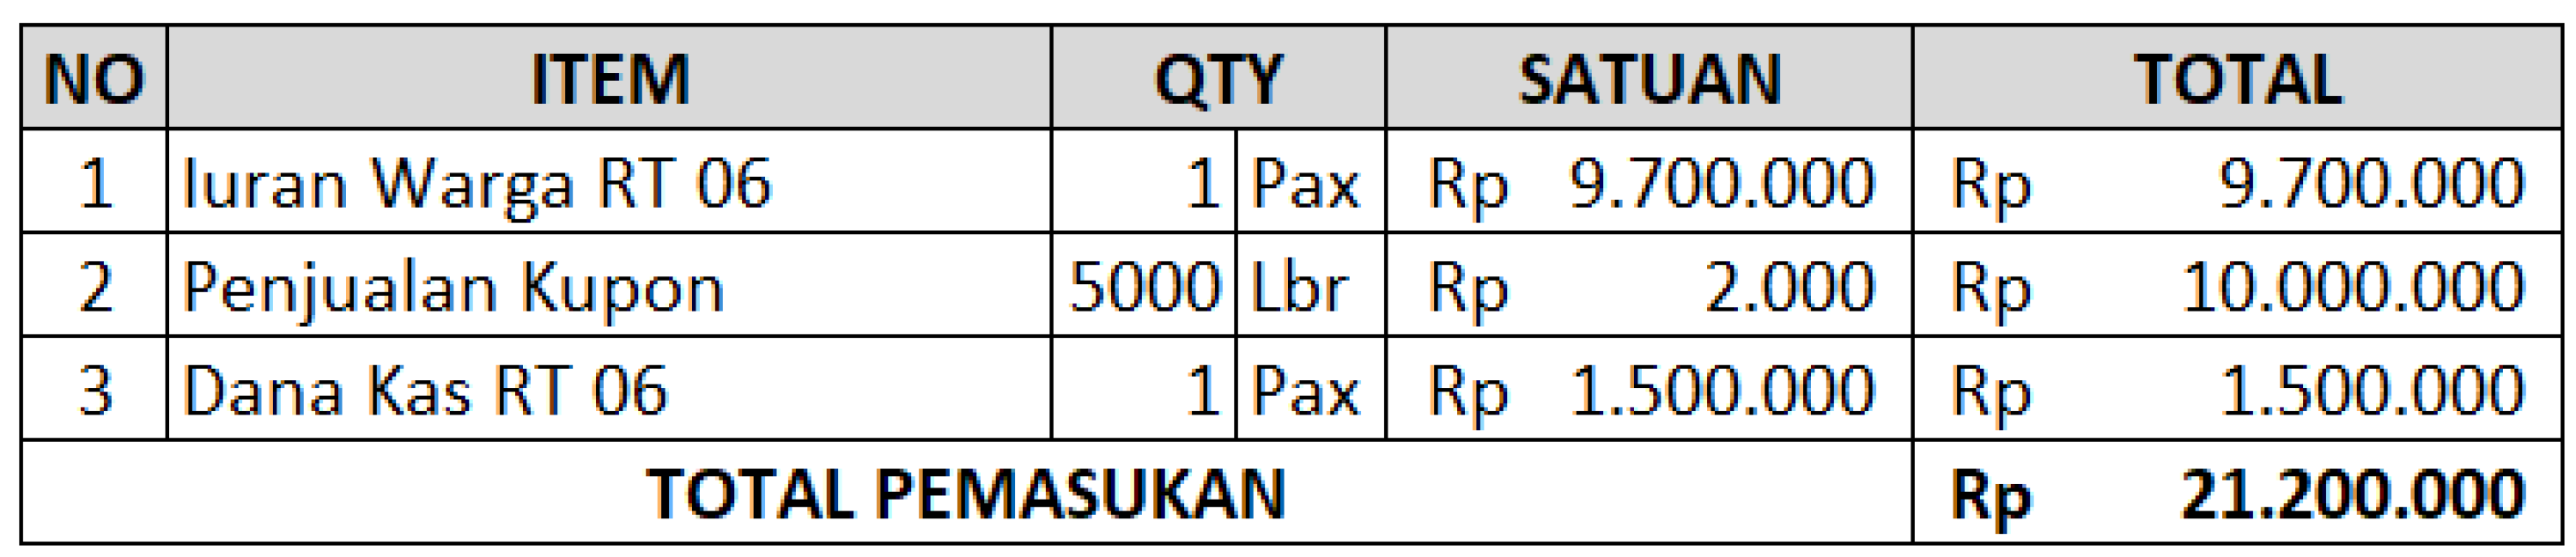 NO ITEM QTY SATUAN TOTAL
1 Iuran Warga RT 06 1 Pax Rp 9.700.000 Rp 9.700.000
2 Penjualan Kupon 5000 Lbr Rp 2.000 Rp 10.000.000
3 Dana Kas RT 06 1 Pax Rp 1.500.000 Rp 1.500.000
TOTAL PEMASUKAN Rp 21.200.000